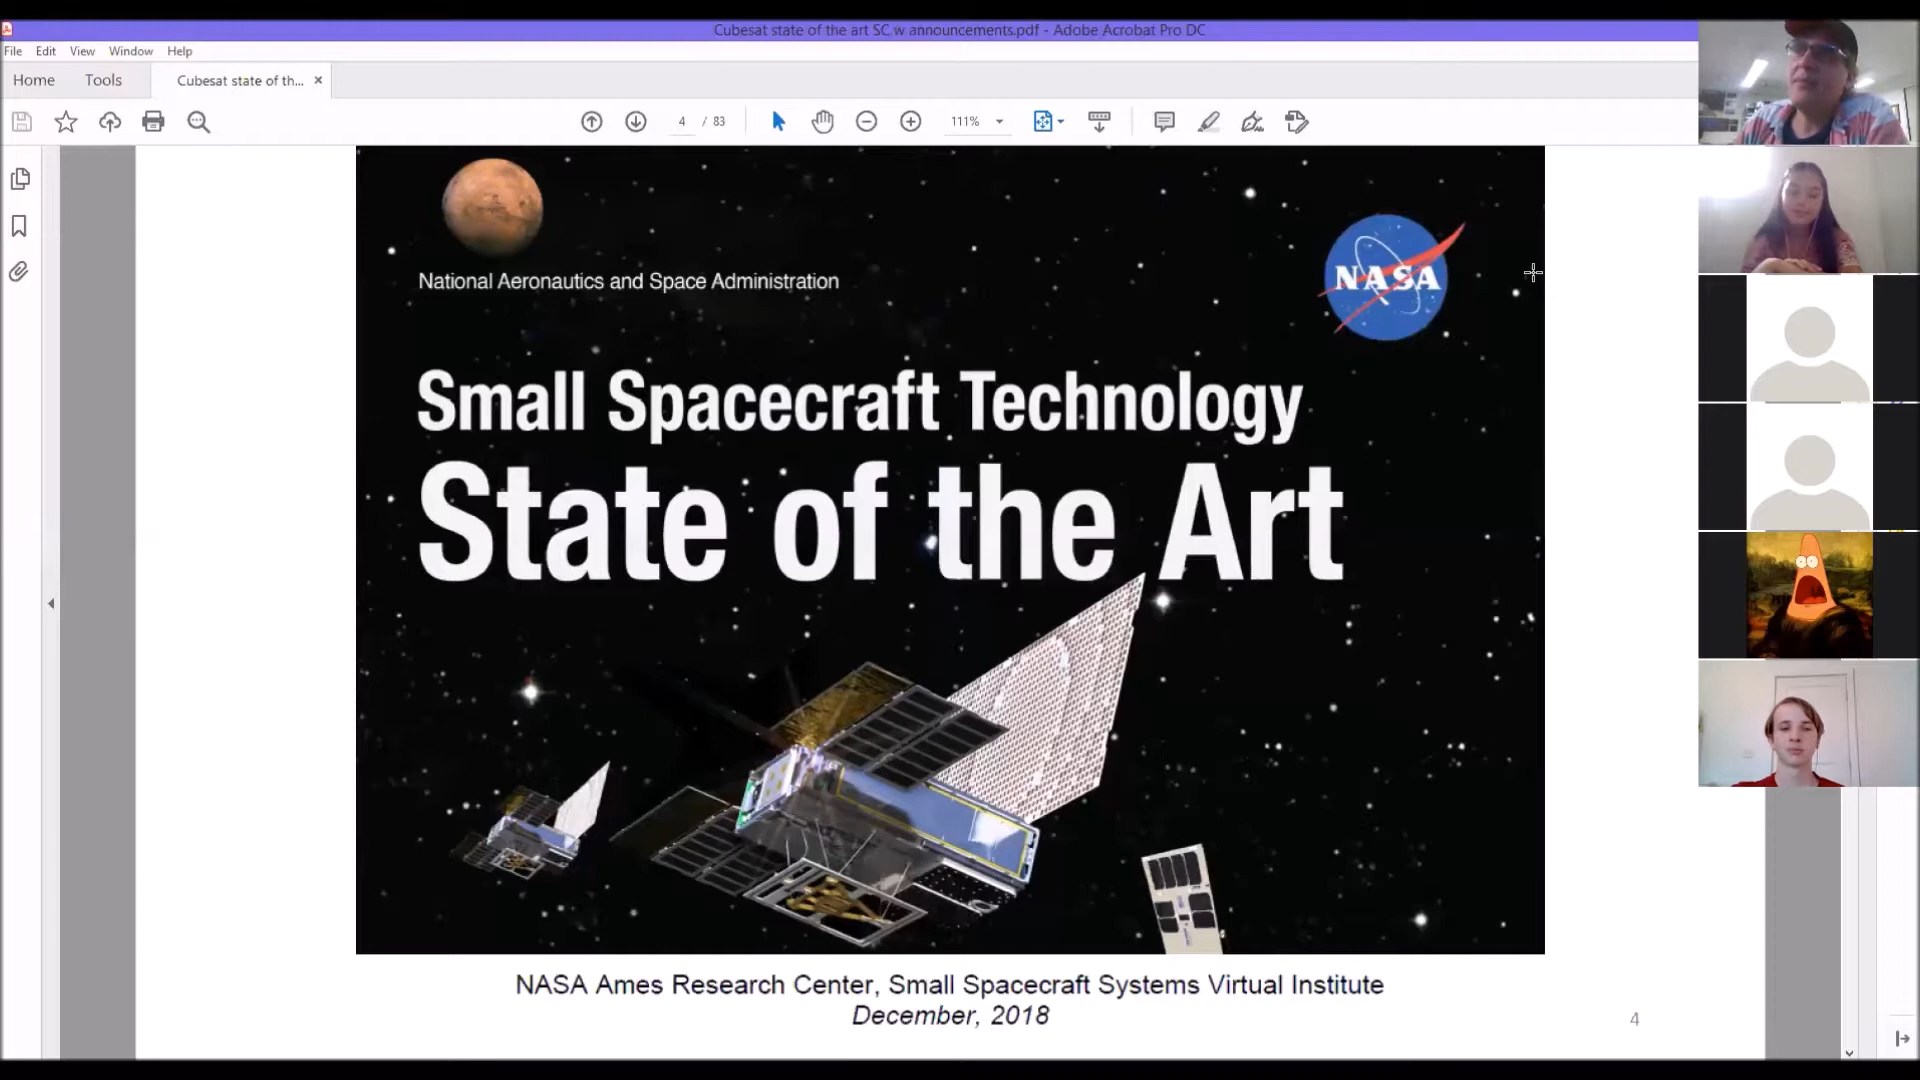 Cubesat state of the art SC w announcements.pdf - Adobe Acrobat Pro DC
File Edit View Window Help
Home Tools Cubesat state of th... ×
4 / 83 111%
National Aeronautics and Space Administration
NASA
Small Spacecraft Technology
State of the Art
NASA Ames Research Center, Small Spacecraft Systems Virtual Institute
December, 2018
4